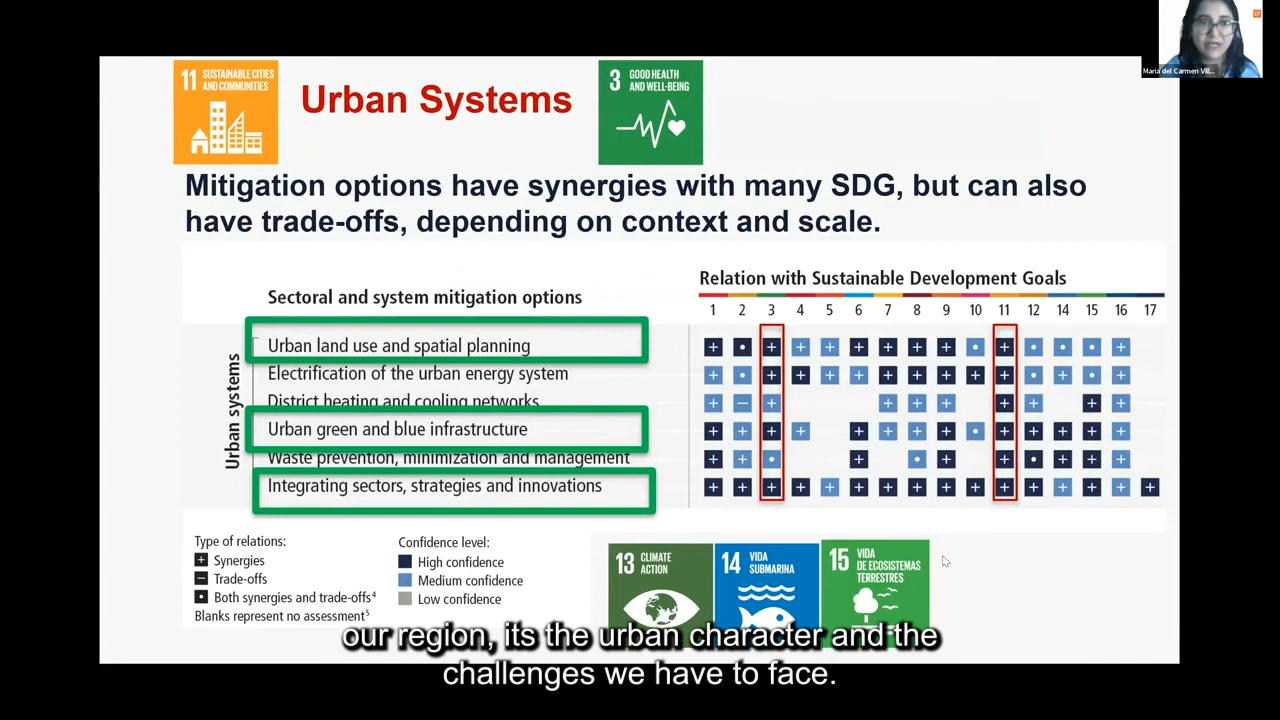 Maria del Carmen Vill...
11 SUSTAINABLE CITIES
AND COMMUNITIES
Urban Systems
3 GOOD HEALTH
AND WELL-BEING
Mitigation options have synergies with many SDG, but can also
have trade-offs, depending on context and scale.
Relation with Sustainable Development Goals
Sectoral and system mitigation options
1 2 3 4 5 6 7 8 9 10 11 12 14 15 16 17
Urban systems
Urban land use and spatial planning
Electrification of the urban energy system
District heating and cooling networks
Urban green and blue infrastructure
Waste prevention, minimization and management
Integrating sectors, strategies and innovations
Type of relations:
+ Synergies
− Trade-offs
• Both synergies and trade-offs⁴
Blanks represent no assessment⁵
Confidence level:
High confidence
Medium confidence
Low confidence
13 CLIMATE
ACTION
14 VIDA
SUBMARINA
15 VIDA
DE ECOSISTEMAS
TERRESTRES
our region, its the urban character and the
challenges we have to face.